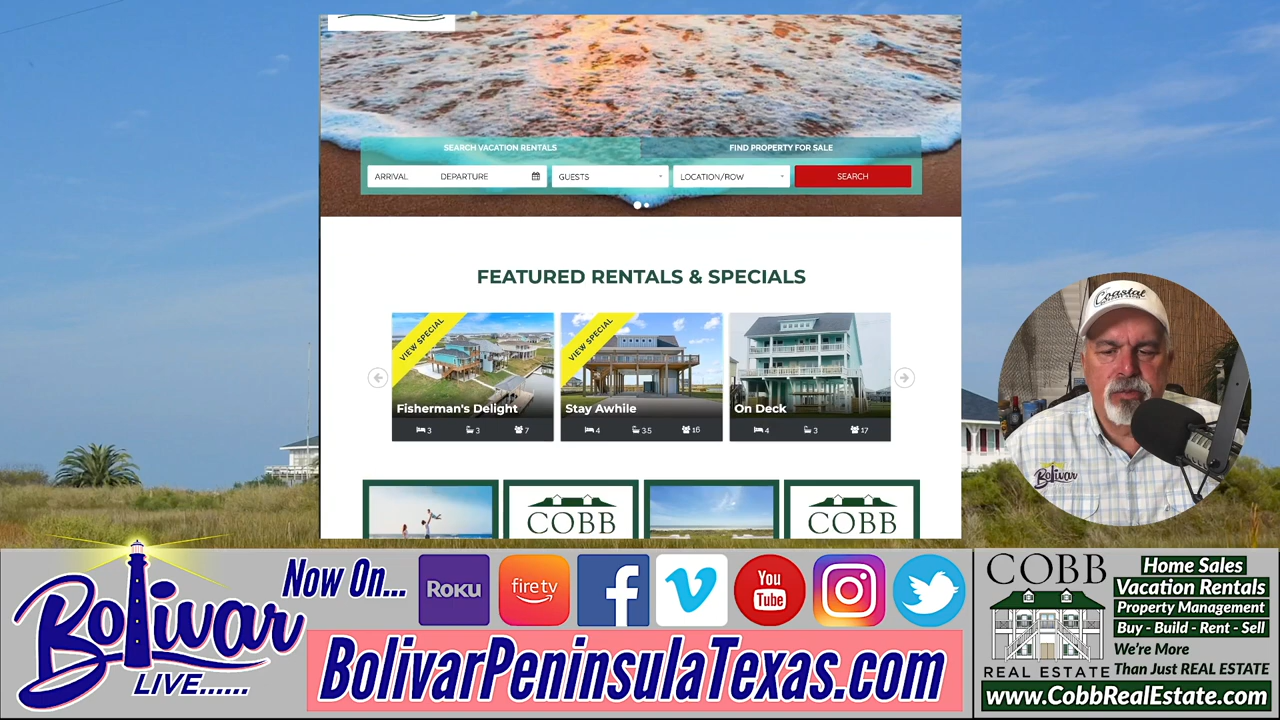 SEARCH VACATION RENTALS
FIND PROPERTY FOR SALE
ARRIVAL DEPARTURE GUESTS LOCATION/ROW SEARCH
FEATURED RENTALS & SPECIALS
VIEW SPECIAL
VIEW SPECIAL
Fisherman's Delight
Stay Awhile
On Deck
3 3 7
4 3.5 16
4 3 17
COBB
COBB
Coastal
Bolivar
Bolivar
LIVE......
Now On...
ROKU
fire tv
You
Tube
BolivarPeninsulaTexas.com
COBB
REAL ESTATE
Home Sales
Vacation Rentals
Property Management
Buy - Build - Rent - Sell
We're More
Than Just REAL ESTATE
www.CobbRealEstate.com